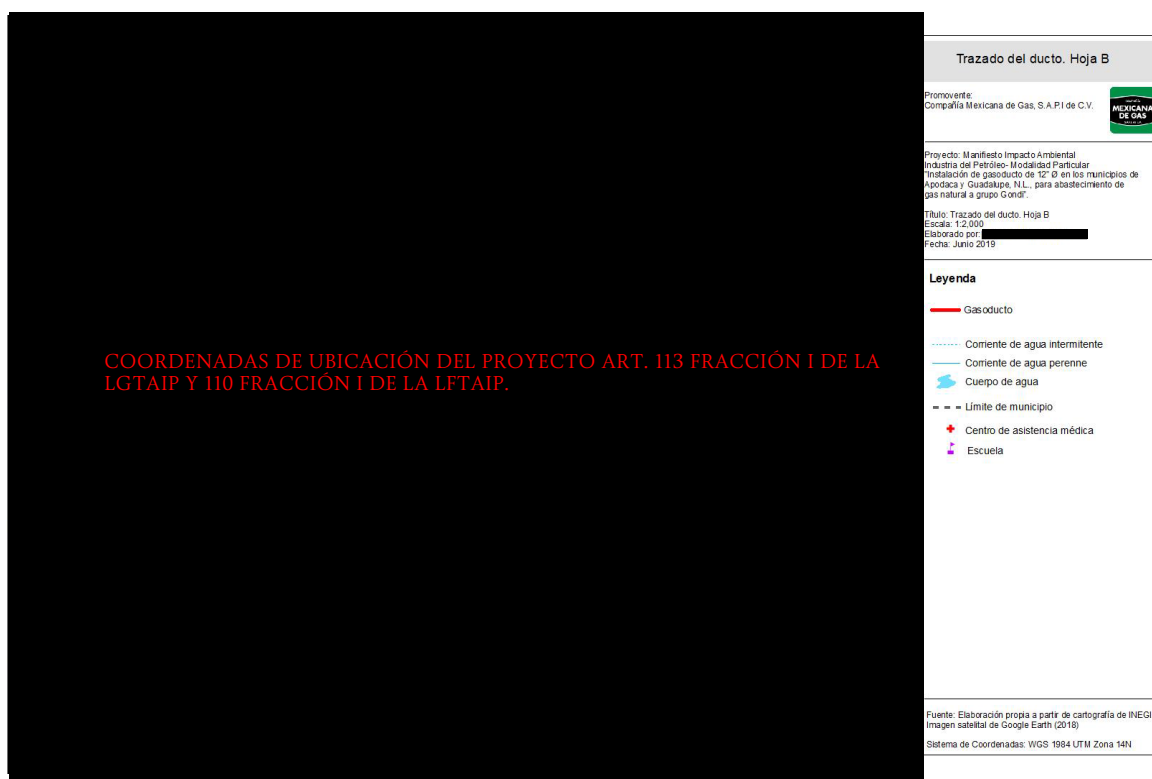 COORDENADAS DE UBICACIÓN DEL PROYECTO ART. 113 FRACCIÓN I DE LA
LGTAIP Y 110 FRACCIÓN I DE LA LFTAIP.
Trazado del ducto. Hoja B
Promovente:
Compañía Mexicana de Gas, S.A.P.I de C.V.
MEXICANA
DE GAS
Proyecto: Manifiesto Impacto Ambiental
Industria del Petróleo- Modalidad Particular
"Instalación de gasoducto de 12" Ø en los municipios de
Apodaca y Guadalupe, N.L., para abastecimiento de
gas natural a grupo Gondi".
Título: Trazado del ducto. Hoja B
Escala: 1:2,000
Elaborado por:
Fecha: Junio 2019
Leyenda
Gasoducto
Corriente de agua intermitente
Corriente de agua perenne
Cuerpo de agua
Límite de municipio
Centro de asistencia médica
Escuela
Fuente: Elaboración propia a partir de cartografía de INEGI
Imagen satelital de Google Earth (2018)
Sistema de Coordenadas: WGS 1984 UTM Zona 14N